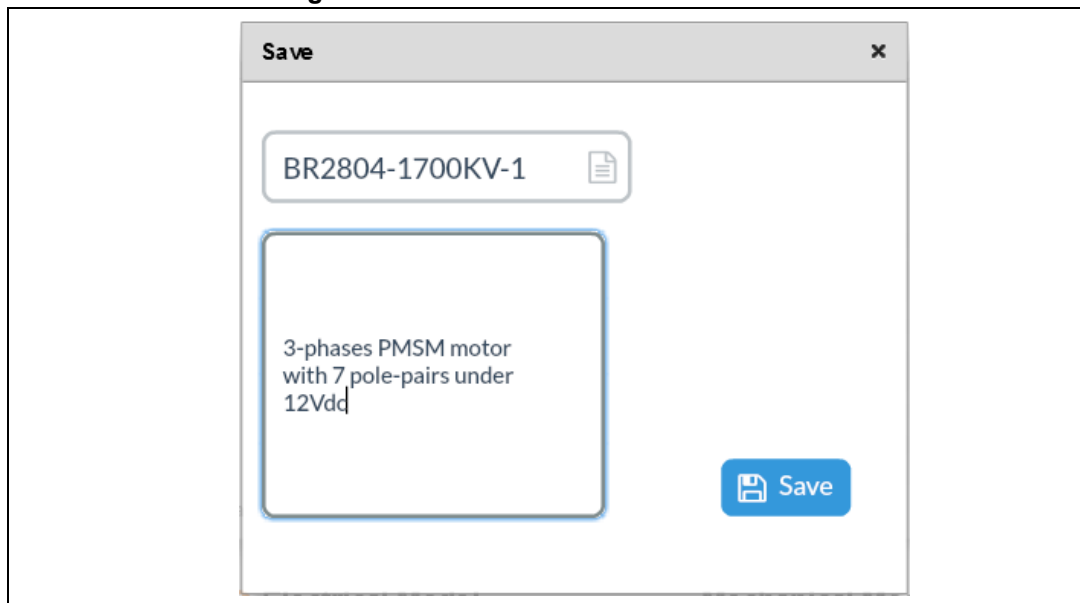 Save
BR2804-1700KV-1
3-phases PMSM motor
with 7 pole-pairs under
12Vdc
Save